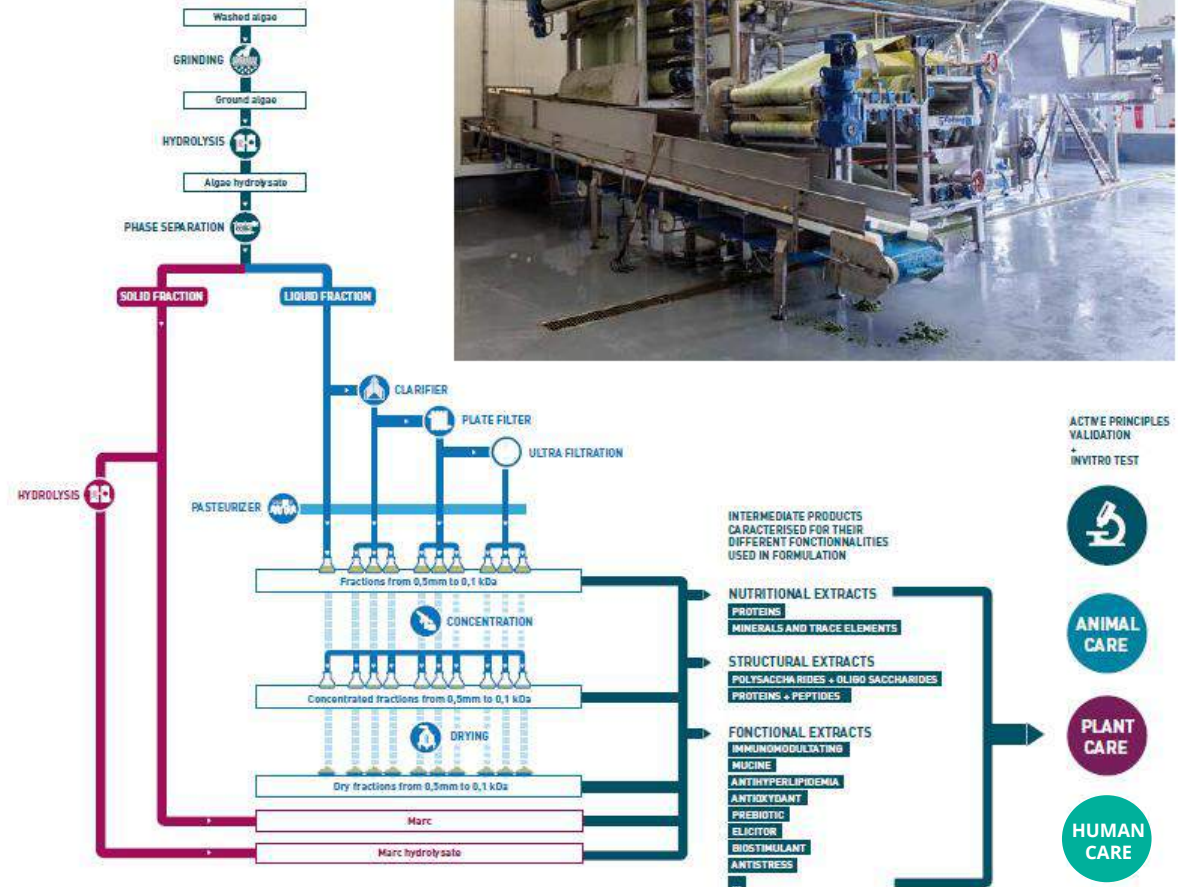 Washed algae
GRINDING
Ground algae
HYDROLYSIS
Algae hydrolysate
PHASE SEPARATION
SOLID FRACTION
LIQUID FRACTION
CLARIFIER
PLATE FILTER
ULTRA FILTRATION
HYDROLYSIS
PASTEURIZER
Fractions from 0,5mm to 0,1 kDa
CONCENTRATION
Concentrated fractions from 0,5mm to 0,1 kDa
DRYING
Dry fractions from 0,5mm to 0,1 kDa
Marc
Marc hydrolysate
INTERMEDIATE PRODUCTS
CARACTERISED FOR THEIR
DIFFERENT FONCTIONNALITIES
USED IN FORMULATION
NUTRITIONAL EXTRACTS
PROTEINS
MINERALS AND TRACE ELEMENTS
STRUCTURAL EXTRACTS
POLYSACCHARIDES + OLIGO SACCHARIDES
PROTEINS + PEPTIDES
FONCTIONAL EXTRACTS
IMMUNOMODULTATING
MUCINE
ANTIHYPERLIPIDEMIA
ANTIOXYDANT
PREBIOTIC
ELICITOR
BIOSTIMULANT
ANTISTRESS
ACTIVE PRINCIPLES
VALIDATION
+
INVITRO TEST
ANIMAL
CARE
PLANT
CARE
HUMAN
CARE